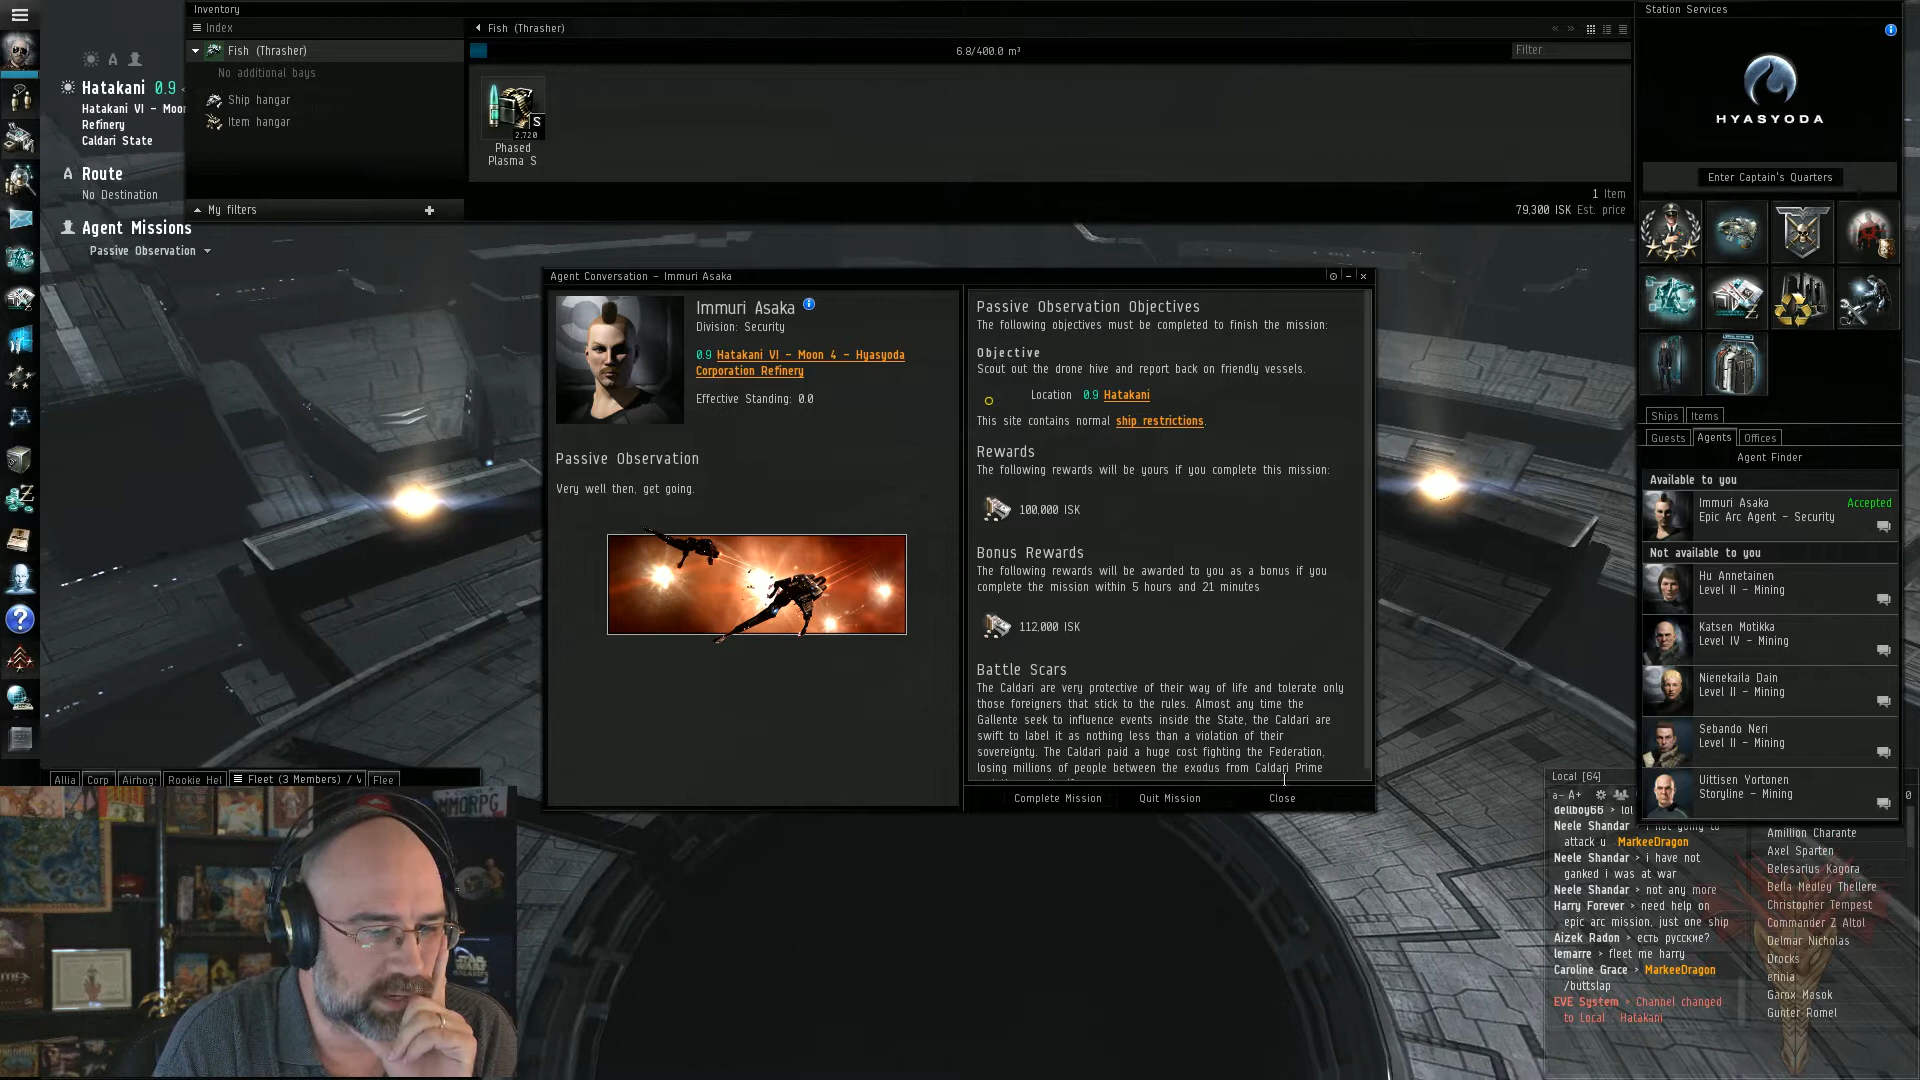 Inventory
Index
Fish (Thrasher)
No additional bays
Ship hangar
Item hangar
My filters
Fish (Thrasher)
6.8/400.0 m³
Filter
S
2,720
Phased
Plasma S
1 Item
79,300 ISK Est. price
Hatakani 0.9
Hatakani VI - Moon
Refinery
Caldari State
Route
No Destination
Agent Missions
Passive Observation
Agent Conversation - Immuri Asaka
Immuri Asaka
Division: Security
0.9 Hatakani VI - Moon 4 - Hyasyoda
Corporation Refinery
Effective Standing: 0.0
Passive Observation
Very well then, get going.
Passive Observation Objectives
The following objectives must be completed to finish the mission:
Objective
Scout out the drone hive and report back on friendly vessels.
Location 0.9 Hatakani
This site contains normal ship restrictions.
Rewards
The following rewards will be yours if you complete this mission:
100,000 ISK
Bonus Rewards
The following rewards will be awarded to you as a bonus if you
complete the mission within 5 hours and 21 minutes
112,000 ISK
Battle Scars
The Caldari are very protective of their way of life and tolerate only
those foreigners that stick to the rules. Almost any time the
Gallente seek to influence events inside the State, the Caldari are
swift to label it as nothing less than a violation of their
sovereignty. The Caldari paid a huge cost fighting the Federation,
losing millions of people between the exodus from Caldari Prime
Complete Mission Quit Mission Close
Station Services
HYASYODA
Enter Captain's Quarters
Ships Items
Guests Agents Offices
Agent Finder
Available to you
Immuri Asaka Accepted
Epic Arc Agent - Security
Not available to you
Hu Annetainen
Level II - Mining
Katsen Motikka
Level IV - Mining
Nienekaila Dain
Level II - Mining
Sebando Neri
Level II - Mining
Uittisen Yortonen
Storyline - Mining
Allia Corp Airhog Rookie Hel Fleet (3 Members) / V Flee
Local [64]
a- A+
dellboy66 > lol
Neele Shandar > i not going to
attack u MarkeeDragon
Neele Shandar > i have not
ganked i was at war
Neele Shandar > not any more
Harry Forever > need help on
epic arc mission, just one ship
Aizek Radon > есть русские?
lemarre > fleet me harry
Caroline Grace > MarkeeDragon
/buttslap
EVE System > Channel changed
to Local : Hatakani
Amillion Charante
Axel Sparten
Belesarius Kagora
Bella Medley Thellere
Christopher Tempest
Commander Z Altol
Delmar Nicholas
Drocks
erinia
Garox Masok
Gunter Romel
MMORPG
STAR
WARS